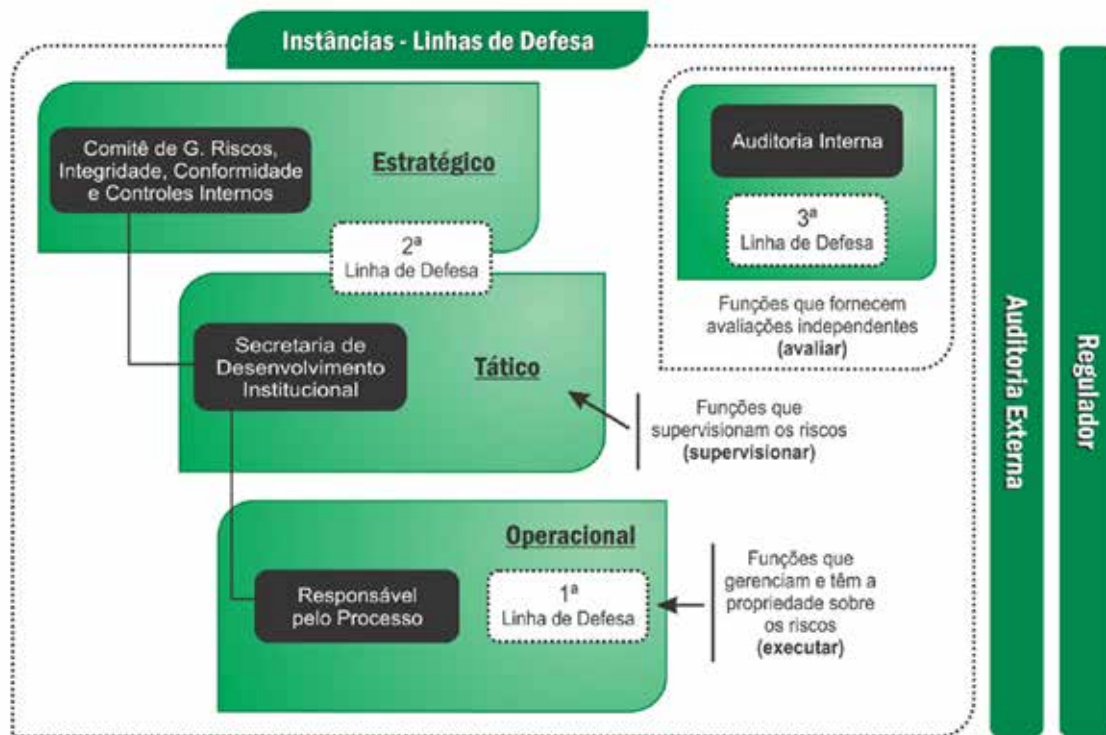 Instâncias - Linhas de Defesa
Comitê de G. Riscos,
Integridade, Conformidade
e Controles Internos
Estratégico
2ª
Linha de Defesa
Secretaria de
Desenvolvimento
Institucional
Tático
Funções que
supervisionam os riscos
(supervisionar)
Operacional
Responsável
pelo Processo
1ª
Linha de Defesa
Funções que
gerenciam e têm a
propriedade sobre
os riscos
(executar)
Auditoria Interna
3ª
Linha de Defesa
Funções que fornecem
avaliações independentes
(avaliar)
Auditoria Externa
Regulador